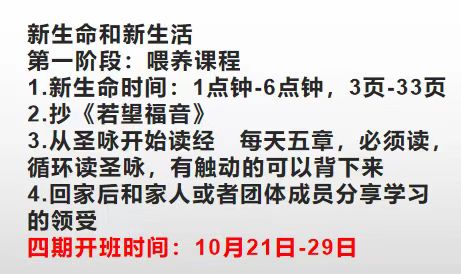 新生命和新生活
第一阶段：喂养课程
1.新生命时间：1点钟-6点钟，3页-33页
2.抄《若望福音》
3.从圣咏开始读经　每天五章，必须读，
循环读圣咏，有触动的可以背下来
4.回家后和家人或者团体成员分享学习
的领受
四期开班时间：10月21日-29日